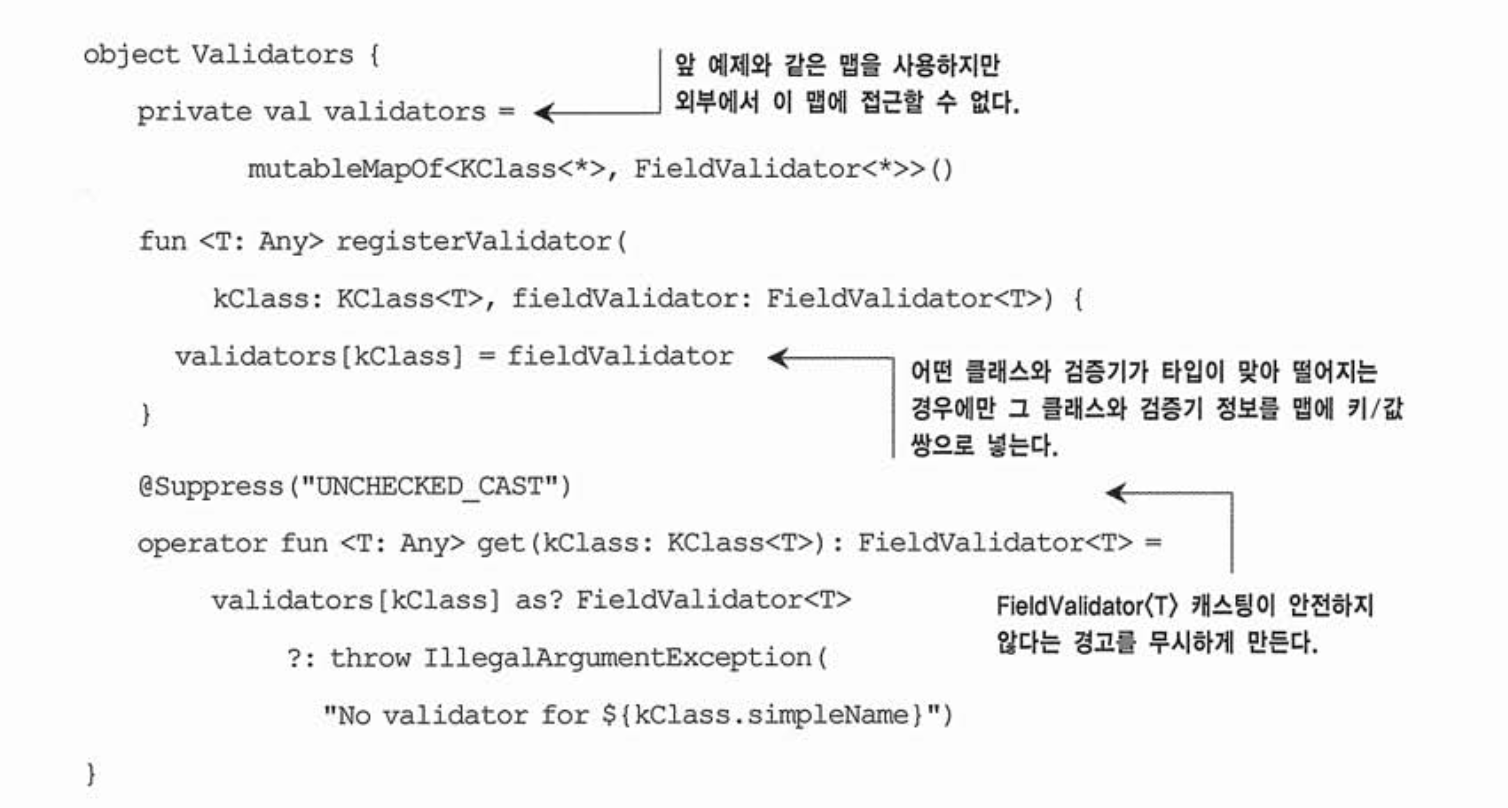 object Validators {
앞 예제와 같은 맵을 사용하지만
외부에서 이 맵에 접근할 수 없다.
private val validators =
mutableMapOf<KClass<*>, FieldValidator<*>>()
fun <T: Any> registerValidator(
kClass: KClass<T>, fieldValidator: FieldValidator<T>) {
validators[kClass] = fieldValidator
어떤 클래스와 검증기가 타입이 맞아 떨어지는
경우에만 그 클래스와 검증기 정보를 맵에 키/값
쌍으로 넣는다.
}
@Suppress("UNCHECKED_CAST")
operator fun <T: Any> get(kClass: KClass<T>): FieldValidator<T> =
validators[kClass] as? FieldValidator<T>
FieldValidator〈T〉 캐스팅이 안전하지
않다는 경고를 무시하게 만든다.
?: throw IllegalArgumentException(
"No validator for ${kClass.simpleName}")
}